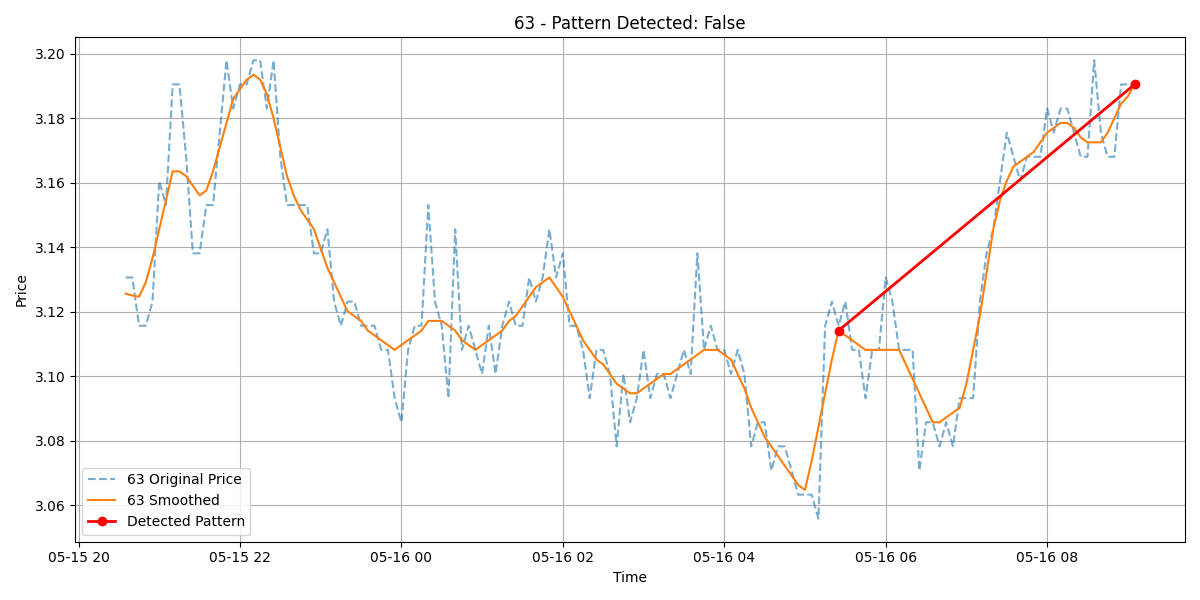 63 - Pattern Detected: False
Price
3.20
3.18
3.16
3.14
3.12
3.10
3.08
3.06
63 Original Price
63 Smoothed
Detected Pattern
05-15 20 05-15 22 05-16 00 05-16 02 05-16 04 05-16 06 05-16 08
Time